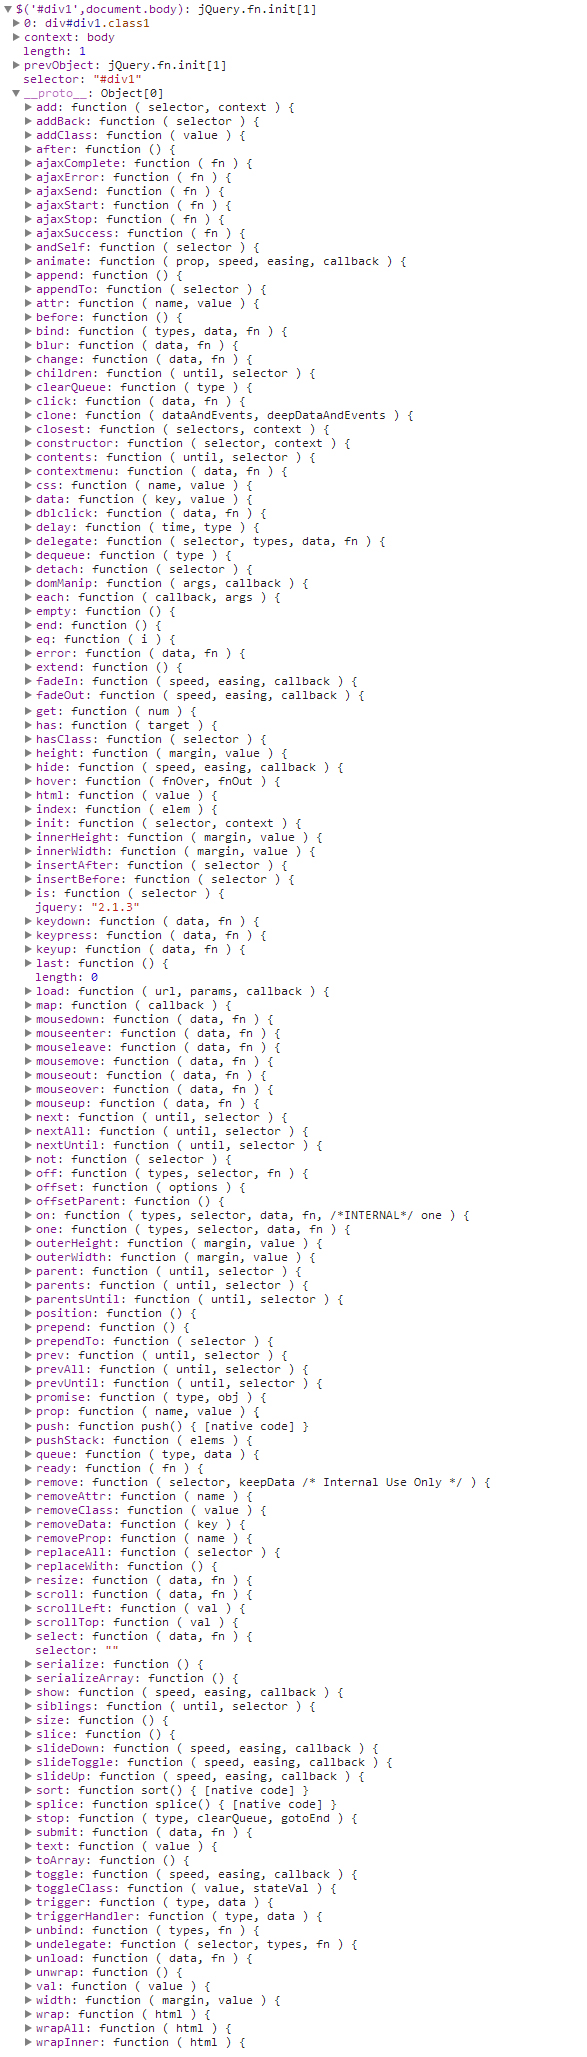 $('#div1',document.body): jQuery.fn.init[1]
0: div#div1.class1
context: body
length: 1
prevObject: jQuery.fn.init[1]
selector: "#div1"
__proto__: Object[0]
add: function ( selector, context ) {
addBack: function ( selector ) {
addClass: function ( value ) {
after: function () {
ajaxComplete: function ( fn ) {
ajaxError: function ( fn ) {
ajaxSend: function ( fn ) {
ajaxStart: function ( fn ) {
ajaxStop: function ( fn ) {
ajaxSuccess: function ( fn ) {
andSelf: function ( selector ) {
animate: function ( prop, speed, easing, callback ) {
append: function () {
appendTo: function ( selector ) {
attr: function ( name, value ) {
before: function () {
bind: function ( types, data, fn ) {
blur: function ( data, fn ) {
change: function ( data, fn ) {
children: function ( until, selector ) {
clearQueue: function ( type ) {
click: function ( data, fn ) {
clone: function ( dataAndEvents, deepDataAndEvents ) {
closest: function ( selectors, context ) {
constructor: function ( selector, context ) {
contents: function ( until, selector ) {
contextmenu: function ( data, fn ) {
css: function ( name, value ) {
data: function ( key, value ) {
dblclick: function ( data, fn ) {
delay: function ( time, type ) {
delegate: function ( selector, types, data, fn ) {
dequeue: function ( type ) {
detach: function ( selector ) {
domManip: function ( args, callback ) {
each: function ( callback, args ) {
empty: function () {
end: function () {
eq: function ( i ) {
error: function ( data, fn ) {
extend: function () {
fadeIn: function ( speed, easing, callback ) {
fadeOut: function ( speed, easing, callback ) {
get: function ( num ) {
has: function ( target ) {
hasClass: function ( selector ) {
height: function ( margin, value ) {
hide: function ( speed, easing, callback ) {
hover: function ( fnOver, fnOut ) {
html: function ( value ) {
index: function ( elem ) {
init: function ( selector, context ) {
innerHeight: function ( margin, value ) {
innerWidth: function ( margin, value ) {
insertAfter: function ( selector ) {
insertBefore: function ( selector ) {
is: function ( selector ) {
jquery: "2.1.3"
keydown: function ( data, fn ) {
keypress: function ( data, fn ) {
keyup: function ( data, fn ) {
last: function () {
length: 0
load: function ( url, params, callback ) {
map: function ( callback ) {
mousedown: function ( data, fn ) {
mouseenter: function ( data, fn ) {
mouseleave: function ( data, fn ) {
mousemove: function ( data, fn ) {
mouseout: function ( data, fn ) {
mouseover: function ( data, fn ) {
mouseup: function ( data, fn ) {
next: function ( until, selector ) {
nextAll: function ( until, selector ) {
nextUntil: function ( until, selector ) {
not: function ( selector ) {
off: function ( types, selector, fn ) {
offset: function ( options ) {
offsetParent: function () {
on: function ( types, selector, data, fn, /*INTERNAL*/ one ) {
one: function ( types, selector, data, fn ) {
outerHeight: function ( margin, value ) {
outerWidth: function ( margin, value ) {
parent: function ( until, selector ) {
parents: function ( until, selector ) {
parentsUntil: function ( until, selector ) {
position: function () {
prepend: function () {
prependTo: function ( selector ) {
prev: function ( until, selector ) {
prevAll: function ( until, selector ) {
prevUntil: function ( until, selector ) {
promise: function ( type, obj ) {
prop: function ( name, value ) {
push: function push() { [native code] }
pushStack: function ( elems ) {
queue: function ( type, data ) {
ready: function ( fn ) {
remove: function ( selector, keepData /* Internal Use Only */ ) {
removeAttr: function ( name ) {
removeClass: function ( value ) {
removeData: function ( key ) {
removeProp: function ( name ) {
replaceAll: function ( selector ) {
replaceWith: function () {
resize: function ( data, fn ) {
scroll: function ( data, fn ) {
scrollLeft: function ( val ) {
scrollTop: function ( val ) {
select: function ( data, fn ) {
selector: ""
serialize: function () {
serializeArray: function () {
show: function ( speed, easing, callback ) {
siblings: function ( until, selector ) {
size: function () {
slice: function () {
slideDown: function ( speed, easing, callback ) {
slideToggle: function ( speed, easing, callback ) {
slideUp: function ( speed, easing, callback ) {
sort: function sort() { [native code] }
splice: function splice() { [native code] }
stop: function ( type, clearQueue, gotoEnd ) {
submit: function ( data, fn ) {
text: function ( value ) {
toArray: function () {
toggle: function ( speed, easing, callback ) {
toggleClass: function ( value, stateVal ) {
trigger: function ( type, data ) {
triggerHandler: function ( type, data ) {
unbind: function ( types, fn ) {
undelegate: function ( selector, types, fn ) {
unload: function ( data, fn ) {
unwrap: function () {
val: function ( value ) {
width: function ( margin, value ) {
wrap: function ( html ) {
wrapAll: function ( html ) {
wrapInner: function ( html ) {